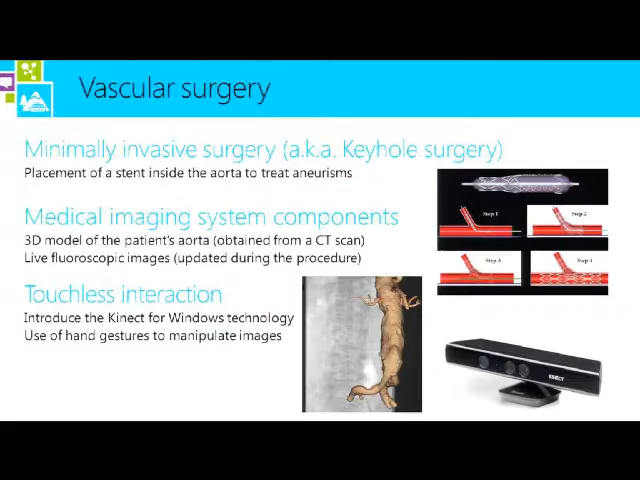 Vascular surgery
Minimally invasive surgery (a.k.a. Keyhole surgery)
Placement of a stent inside the aorta to treat aneurisms
Medical imaging system components
3D model of the patient's aorta (obtained from a CT scan)
Live fluoroscopic images (updated during the procedure)
Touchless interaction
Introduce the Kinect for Windows technology
Use of hand gestures to manipulate images
Step 1
Step 2
Step 3
Step 4
KINECT